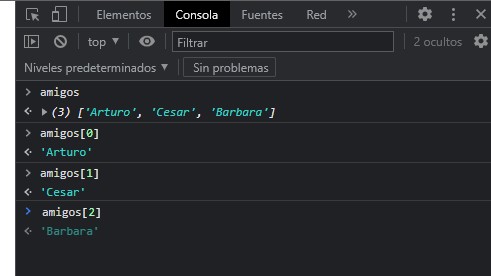 Elementos Consola Fuentes Red »
top ▼ Filtrar 2 ocultos
Niveles predeterminados ▼ Sin problemas
> amigos
<· ▶ (3) ['Arturo', 'Cesar', 'Barbara']
> amigos[0]
<· 'Arturo'
> amigos[1]
<· 'Cesar'
> amigos[2]
<· 'Barbara'